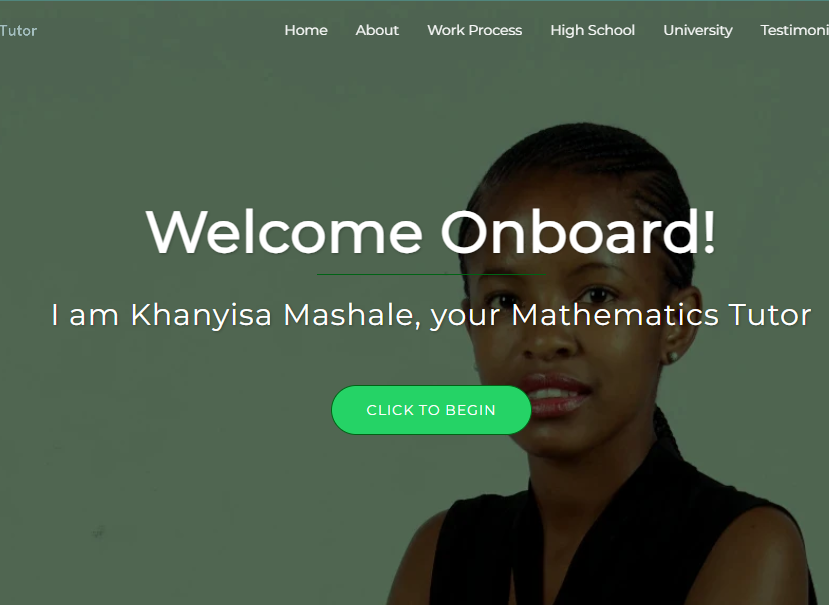 Tutor Home About Work Process High School University Testimoni
Welcome Onboard!
I am Khanyisa Mashale, your Mathematics Tutor
CLICK TO BEGIN